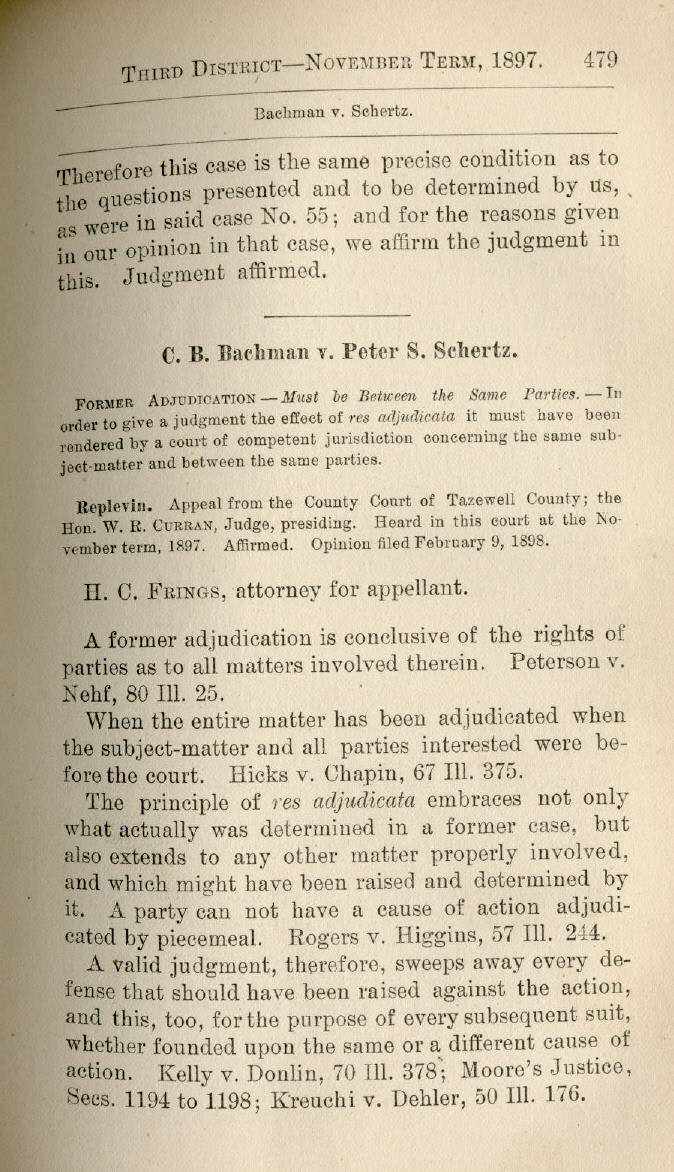 THIRD DISTRICT—NOVEMBER TERM, 1897. 479
Bachman v. Schertz.
Therefore this case is the same precise condition as to
the questions presented and to be determined by us,
as were in said case No. 55; and for the reasons given
in our opinion in that case, we affirm the judgment in
this. Judgment affirmed.
C. B. Bachman v. Peter S. Schertz.
FORMER ADJUDICATION—Must be Between the Same Parties.—In
order to give a judgment the effect of res adjudicata it must have been
rendered by a court of competent jurisdiction concerning the same sub-
ject-matter and between the same parties.
Replevin. Appeal from the County Court of Tazewell County; the
Hon. W. R. CURRAN, Judge, presiding. Heard in this court at the No-
vember term, 1897. Affirmed. Opinion filed February 9, 1898.
H. C. FRINGS, attorney for appellant.
A former adjudication is conclusive of the rights of
parties as to all matters involved therein. Peterson v.
Nehf, 80 Ill. 25.
When the entire matter has been adjudicated when
the subject-matter and all parties interested were be-
fore the court. Hicks v. Chapin, 67 Ill. 375.
The principle of res adjudicata embraces not only
what actually was determined in a former case, but
also extends to any other matter properly involved,
and which might have been raised and determined by
it. A party can not have a cause of action adjudi-
cated by piecemeal. Rogers v. Higgins, 57 Ill. 244.
A valid judgment, therefore, sweeps away every de-
fense that should have been raised against the action,
and this, too, for the purpose of every subsequent suit,
whether founded upon the same or a different cause of
action. Kelly v. Donlin, 70 Ill. 378; Moore's Justice,
Secs. 1194 to 1198; Kreuchi v. Dehler, 50 Ill. 176.